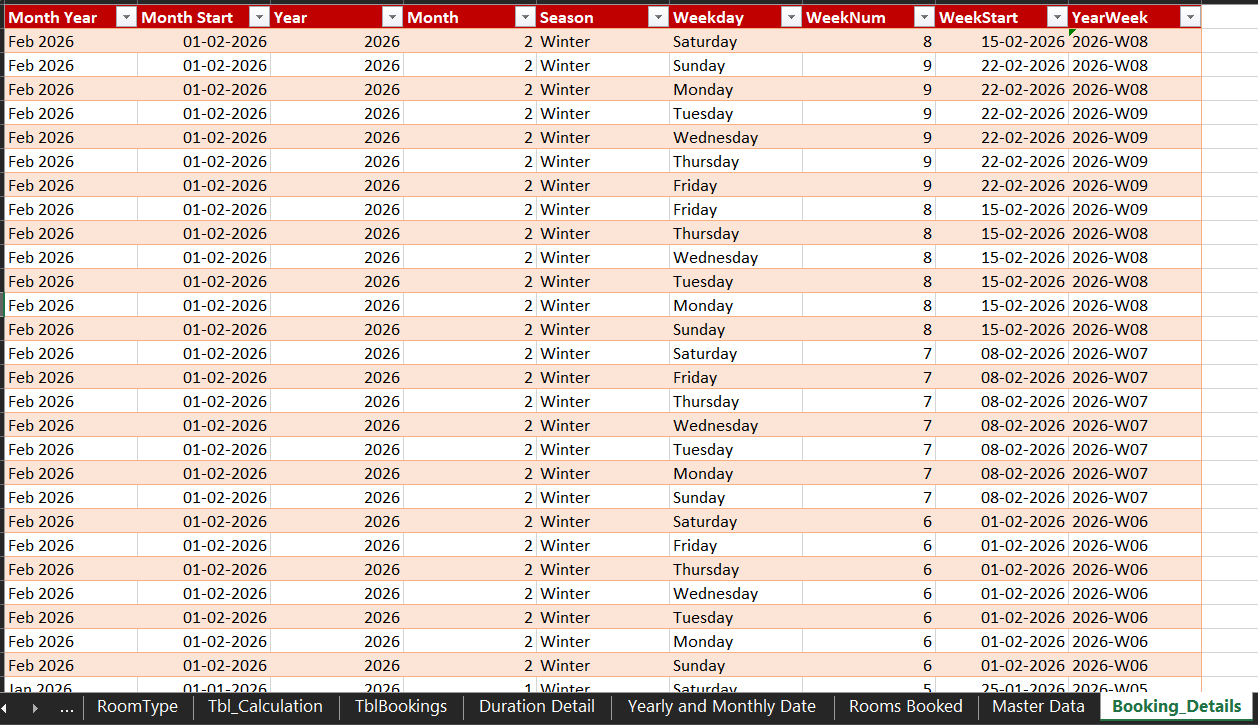 Month Year Month Start Year Month Season Weekday WeekNum WeekStart YearWeek
Feb 2026 01-02-2026 2026 2 Winter Saturday 8 15-02-2026 2026-W08
Feb 2026 01-02-2026 2026 2 Winter Sunday 9 22-02-2026 2026-W08
Feb 2026 01-02-2026 2026 2 Winter Monday 9 22-02-2026 2026-W08
Feb 2026 01-02-2026 2026 2 Winter Tuesday 9 22-02-2026 2026-W09
Feb 2026 01-02-2026 2026 2 Winter Wednesday 9 22-02-2026 2026-W09
Feb 2026 01-02-2026 2026 2 Winter Thursday 9 22-02-2026 2026-W09
Feb 2026 01-02-2026 2026 2 Winter Friday 9 22-02-2026 2026-W09
Feb 2026 01-02-2026 2026 2 Winter Friday 8 15-02-2026 2026-W09
Feb 2026 01-02-2026 2026 2 Winter Thursday 8 15-02-2026 2026-W08
Feb 2026 01-02-2026 2026 2 Winter Wednesday 8 15-02-2026 2026-W08
Feb 2026 01-02-2026 2026 2 Winter Tuesday 8 15-02-2026 2026-W08
Feb 2026 01-02-2026 2026 2 Winter Monday 8 15-02-2026 2026-W08
Feb 2026 01-02-2026 2026 2 Winter Sunday 8 15-02-2026 2026-W08
Feb 2026 01-02-2026 2026 2 Winter Saturday 7 08-02-2026 2026-W07
Feb 2026 01-02-2026 2026 2 Winter Friday 7 08-02-2026 2026-W07
Feb 2026 01-02-2026 2026 2 Winter Thursday 7 08-02-2026 2026-W07
Feb 2026 01-02-2026 2026 2 Winter Wednesday 7 08-02-2026 2026-W07
Feb 2026 01-02-2026 2026 2 Winter Tuesday 7 08-02-2026 2026-W07
Feb 2026 01-02-2026 2026 2 Winter Monday 7 08-02-2026 2026-W07
Feb 2026 01-02-2026 2026 2 Winter Sunday 7 08-02-2026 2026-W07
Feb 2026 01-02-2026 2026 2 Winter Saturday 6 01-02-2026 2026-W06
Feb 2026 01-02-2026 2026 2 Winter Friday 6 01-02-2026 2026-W06
Feb 2026 01-02-2026 2026 2 Winter Thursday 6 01-02-2026 2026-W06
Feb 2026 01-02-2026 2026 2 Winter Wednesday 6 01-02-2026 2026-W06
Feb 2026 01-02-2026 2026 2 Winter Tuesday 6 01-02-2026 2026-W06
Feb 2026 01-02-2026 2026 2 Winter Monday 6 01-02-2026 2026-W06
Feb 2026 01-02-2026 2026 2 Winter Sunday 6 01-02-2026 2026-W06
Jan 2026 01-01-2026 2026 1 Winter Saturday 5 25-01-2026 2026-W05
... RoomType Tbl_Calculation TblBookings Duration Detail Yearly and Monthly Date Rooms Booked Master Data Booking_Details